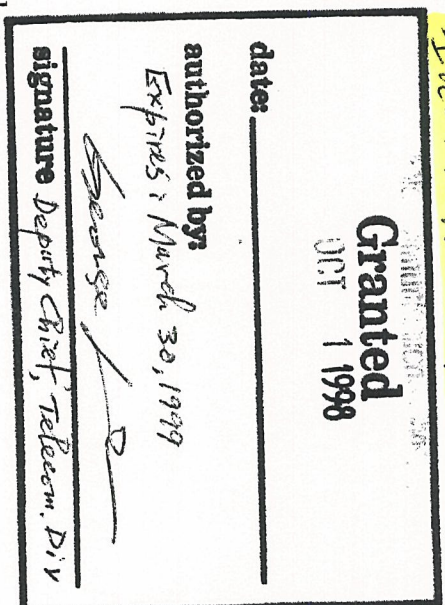 Granted
OCT 1 1998
date:
authorized by:
Expires: March 30, 1999
George
signature Deputy Chief, Telecom. Div